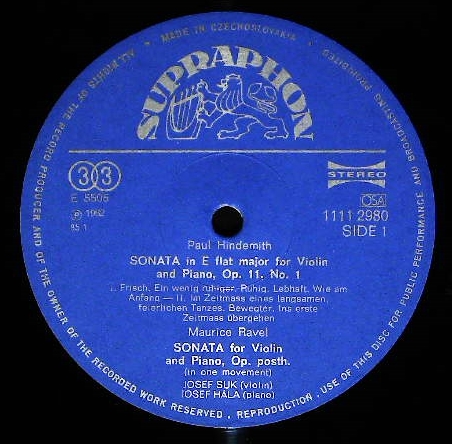 ALL RIGHTS OF THE RECORD PRODUCER AND OF THE OWNER OF THE RECORDED WORK RESERVED . REPRODUCTION , USE OF THIS DISC FOR PUBLIC PERFORMANCE AND BROADCASTING PROHIBITED
• MADE IN CZECHOSLOVAKIA •
SUPRAPHON
33
STEREO
E 5505
℗ 1982
85 1
OSA
1111 2980
SIDE 1
Paul Hindemith
SONATA in E flat major for Violin
and Piano, Op. 11, No. 1
I. Frisch. Ein wenig ruhiger. Ruhig. Lebhaft. Wie am
Anfang — II. Im Zeitmass eines langsamen,
feierlichen Tanzes. Bewegter. Ins erste
Zeitmass übergehen
Maurice Ravel
SONATA for Violin
and Piano, Op. posth.
(in one movement)
JOSEF SUK (violin)
JOSEF HÁLA (piano)